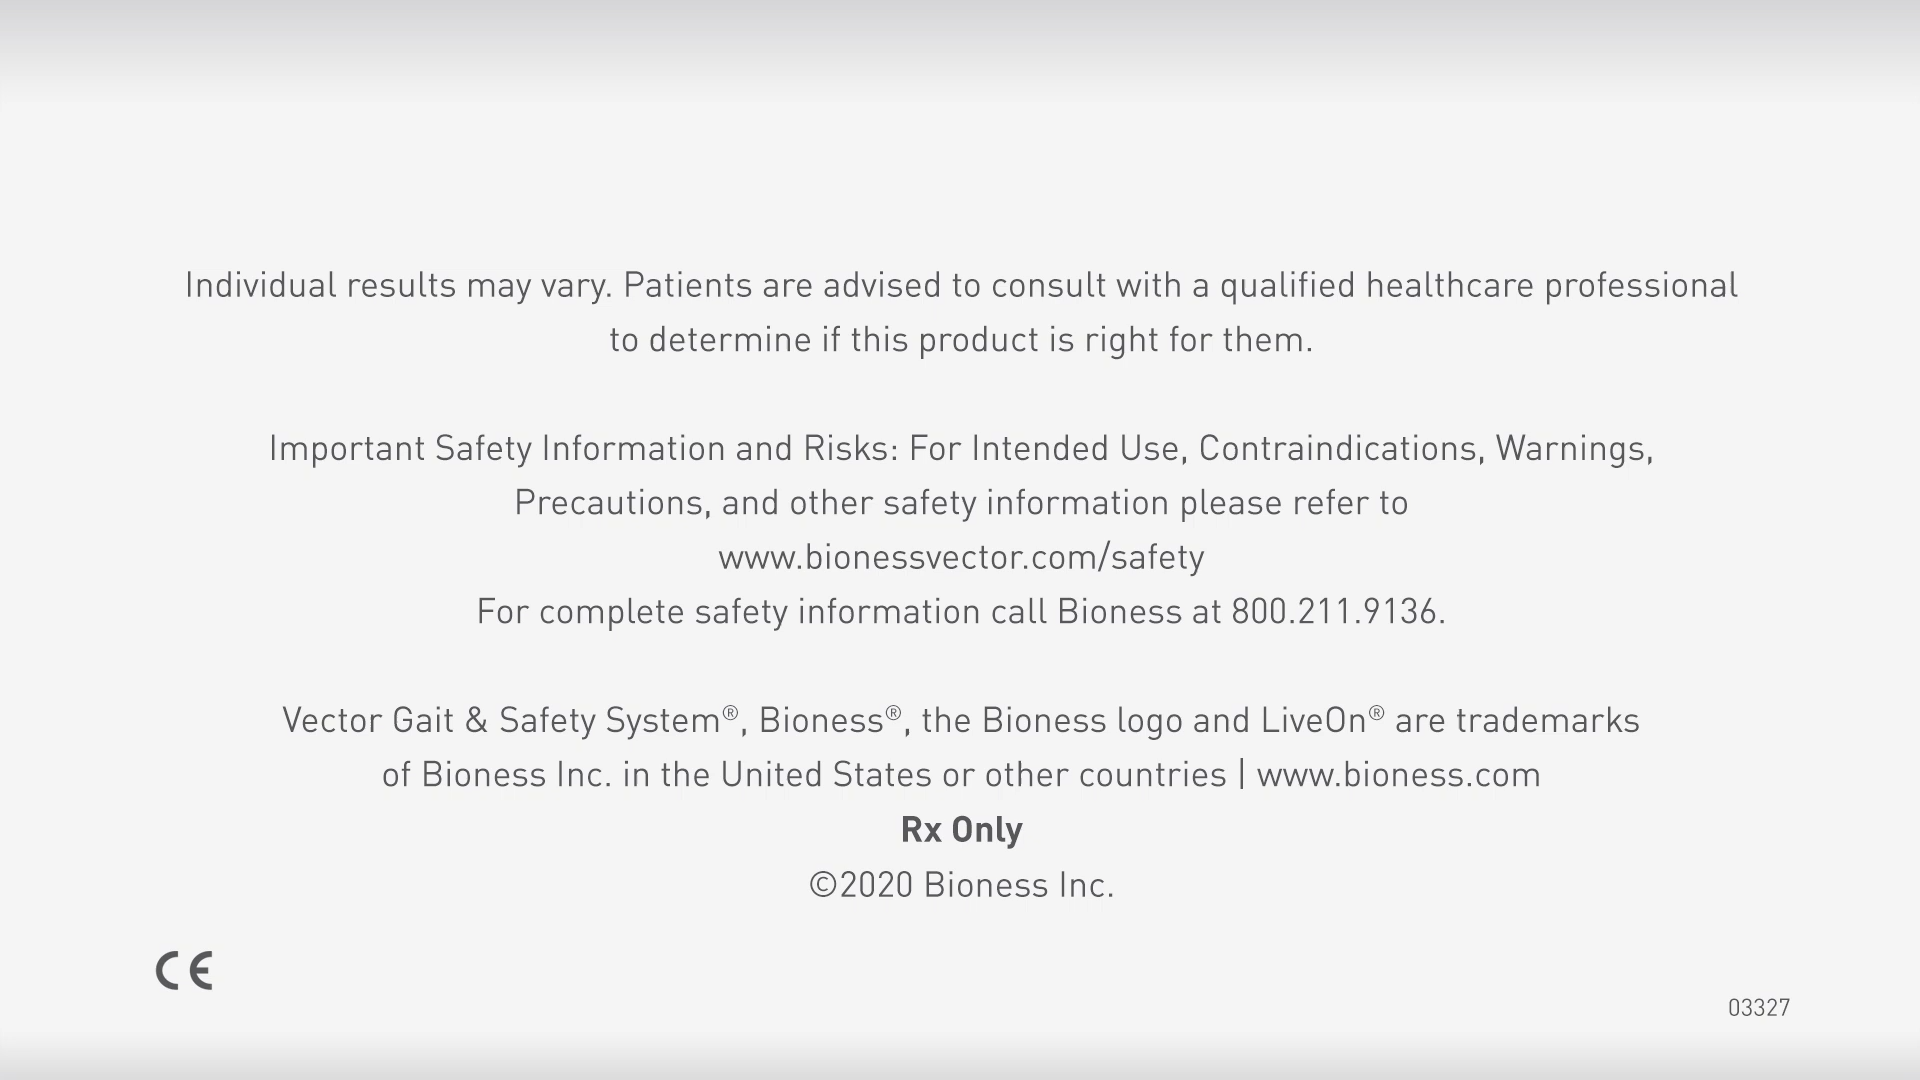 Individual results may vary. Patients are advised to consult with a qualified healthcare professional
to determine if this product is right for them.
Important Safety Information and Risks: For Intended Use, Contraindications, Warnings,
Precautions, and other safety information please refer to
www.bionessvector.com/safety
For complete safety information call Bioness at 800.211.9136.
Vector Gait & Safety System®, Bioness®, the Bioness logo and LiveOn® are trademarks
of Bioness Inc. in the United States or other countries | www.bioness.com
Rx Only
©2020 Bioness Inc.
CE
03327